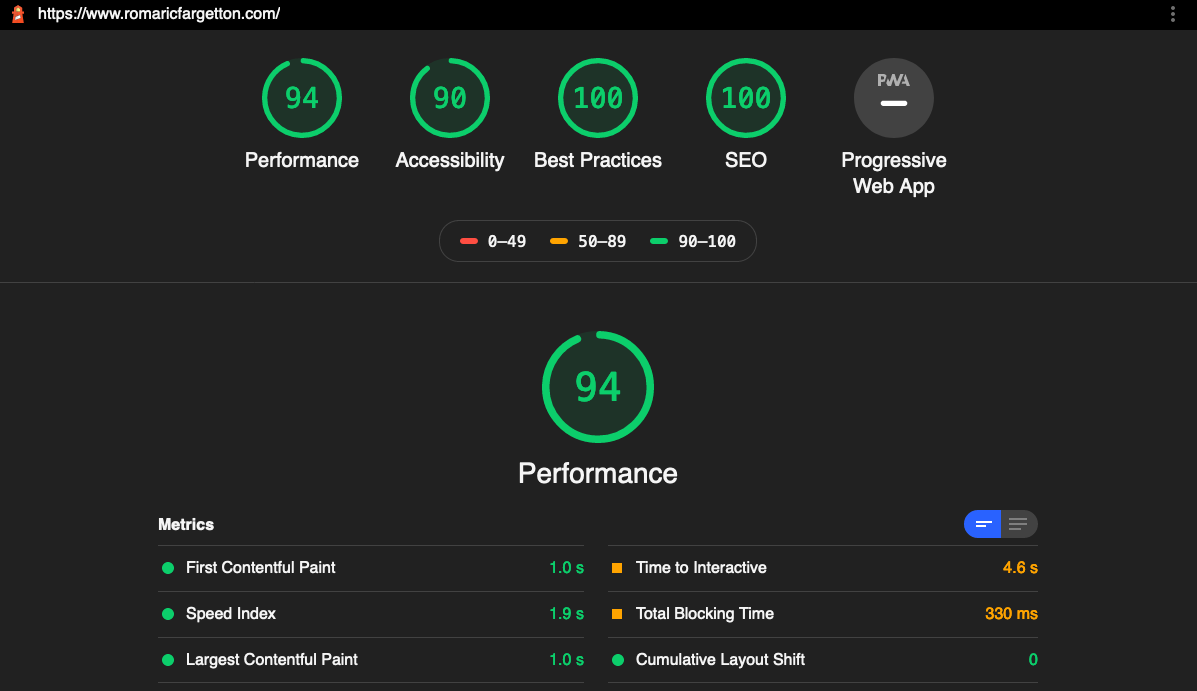 https://www.romaricfargetton.com/
94 90 100 100 PWA
Performance Accessibility Best Practices SEO Progressive
Web App
0–49 50–89 90–100
94
Performance
Metrics
First Contentful Paint 1.0 s Time to Interactive 4.6 s
Speed Index 1.9 s Total Blocking Time 330 ms
Largest Contentful Paint 1.0 s Cumulative Layout Shift 0